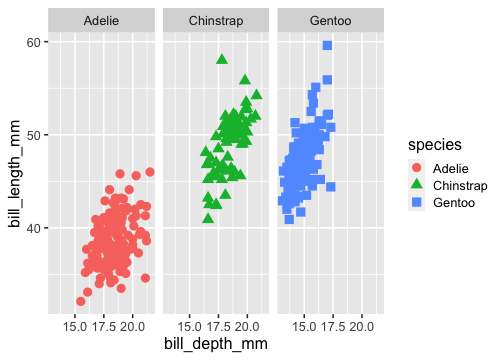 Adelie
Chinstrap
Gentoo
60
50
40
bill_length_mm
15.0 17.5 20.0
15.0 17.5 20.0
15.0 17.5 20.0
bill_depth_mm
species
Adelie
Chinstrap
Gentoo